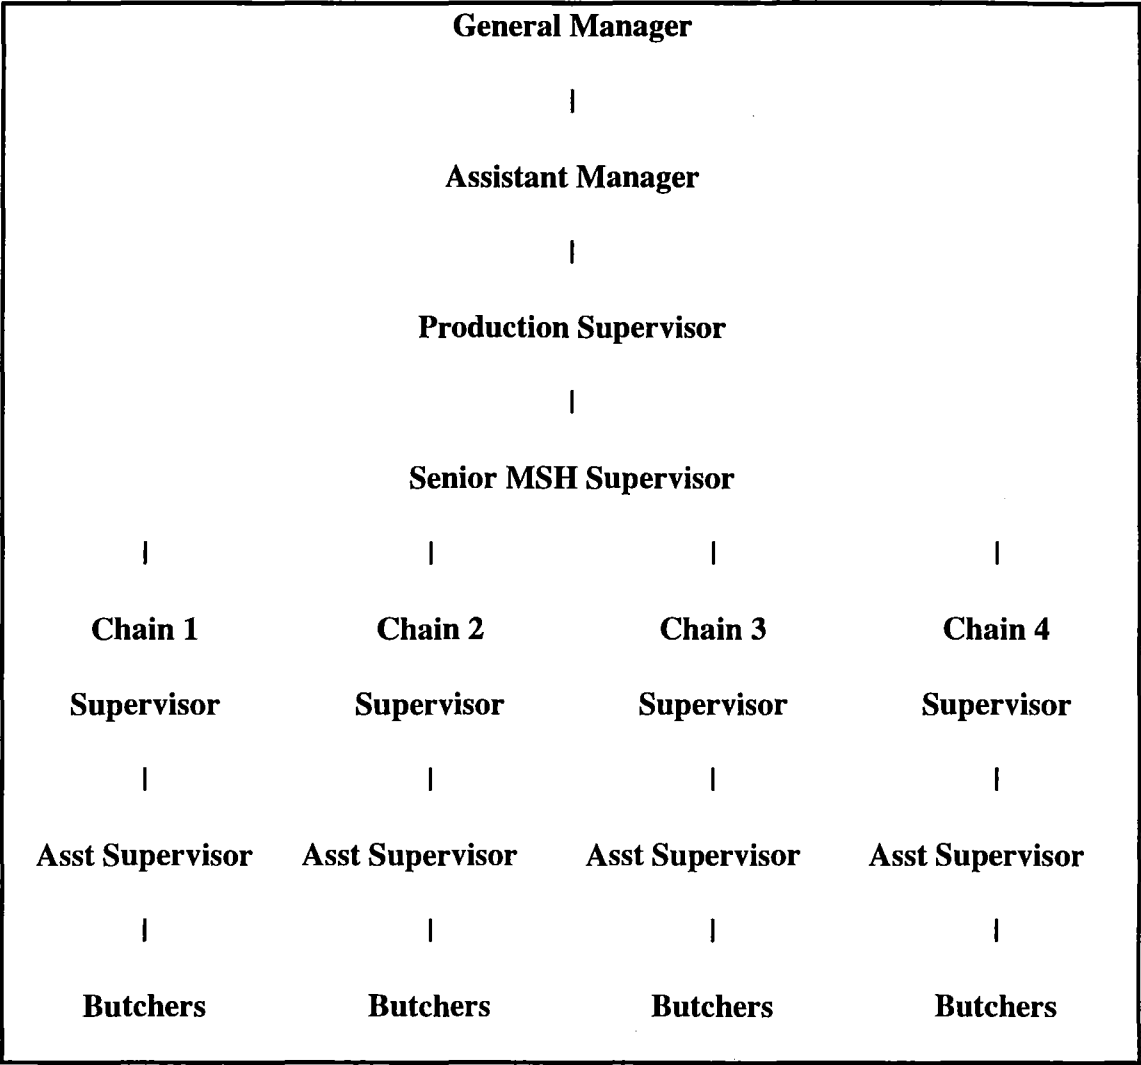 General Manager
|
Assistant Manager
|
Production Supervisor
|
Senior MSH Supervisor
| | | |
Chain 1 Chain 2 Chain 3 Chain 4
Supervisor Supervisor Supervisor Supervisor
| | | |
Asst Supervisor Asst Supervisor Asst Supervisor Asst Supervisor
| | | |
Butchers Butchers Butchers Butchers